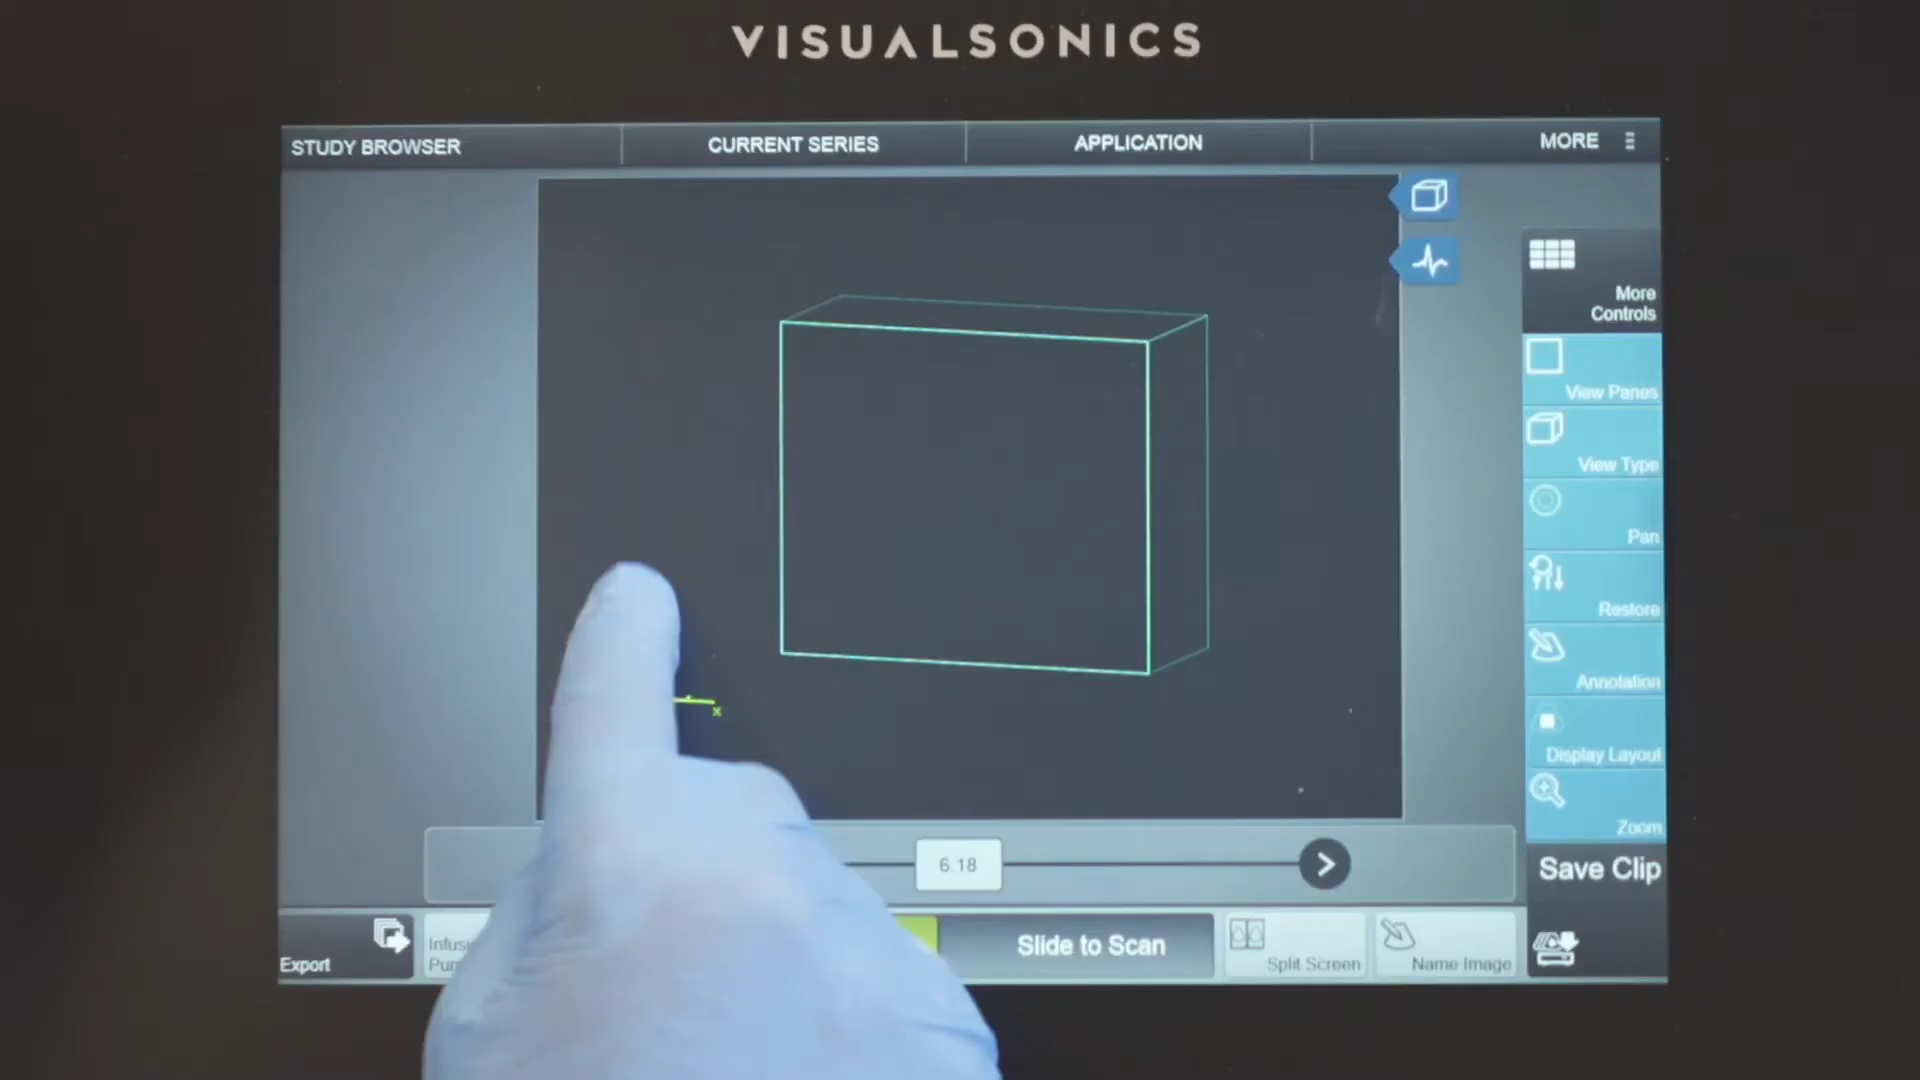 VISUALSONICS
STUDY BROWSER
CURRENT SERIES
APPLICATION
MORE
More
Controls
View Panes
View Type
Pan
Restore
Annotation
Display Layout
Zoom
x
6.18
Save Clip
Export
Slide to Scan
Split Screen
Name Image